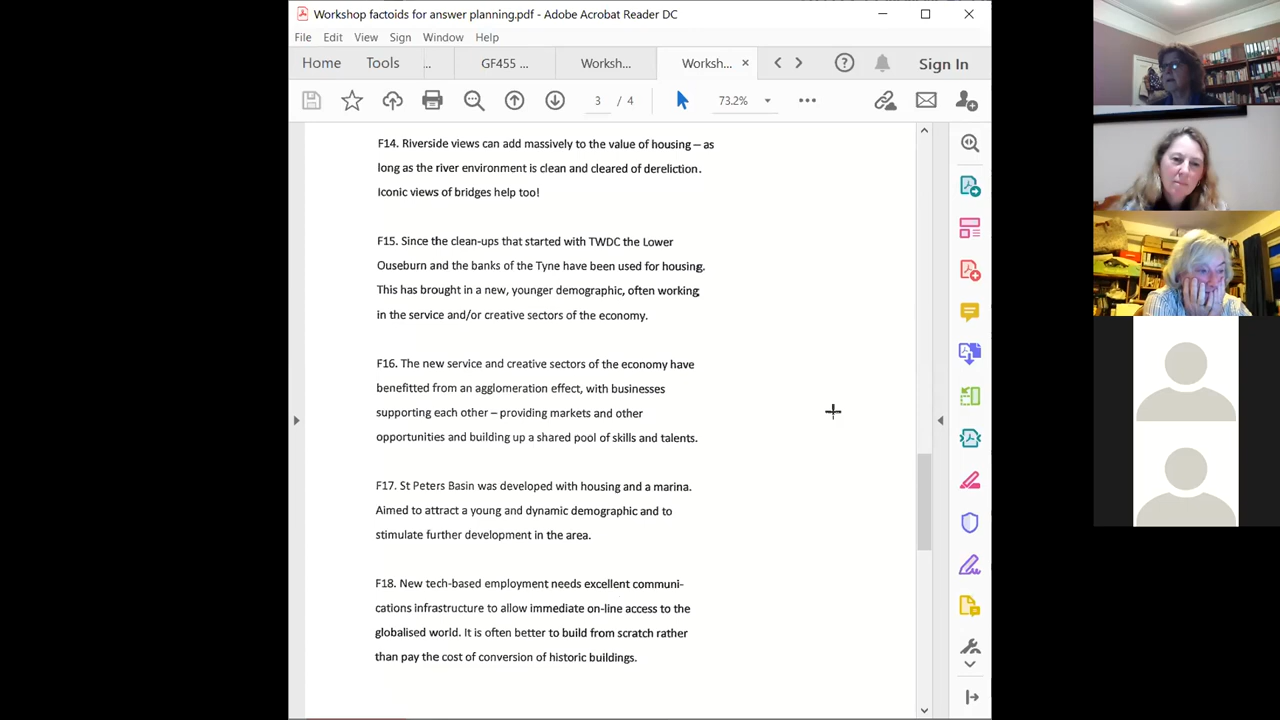 Workshop factoids for answer planning.pdf - Adobe Acrobat Reader DC
File Edit View Sign Window Help
Home Tools ... GF455 ... Worksh... Worksh... × Sign In
3 / 4 73.2%
F14. Riverside views can add massively to the value of housing – as
long as the river environment is clean and cleared of dereliction.
Iconic views of bridges help too!
F15. Since the clean-ups that started with TWDC the Lower
Ouseburn and the banks of the Tyne have been used for housing.
This has brought in a new, younger demographic, often working
in the service and/or creative sectors of the economy.
F16. The new service and creative sectors of the economy have
benefitted from an agglomeration effect, with businesses
supporting each other – providing markets and other
opportunities and building up a shared pool of skills and talents.
F17. St Peters Basin was developed with housing and a marina.
Aimed to attract a young and dynamic demographic and to
stimulate further development in the area.
F18. New tech-based employment needs excellent communi-
cations infrastructure to allow immediate on-line access to the
globalised world. It is often better to build from scratch rather
than pay the cost of conversion of historic buildings.